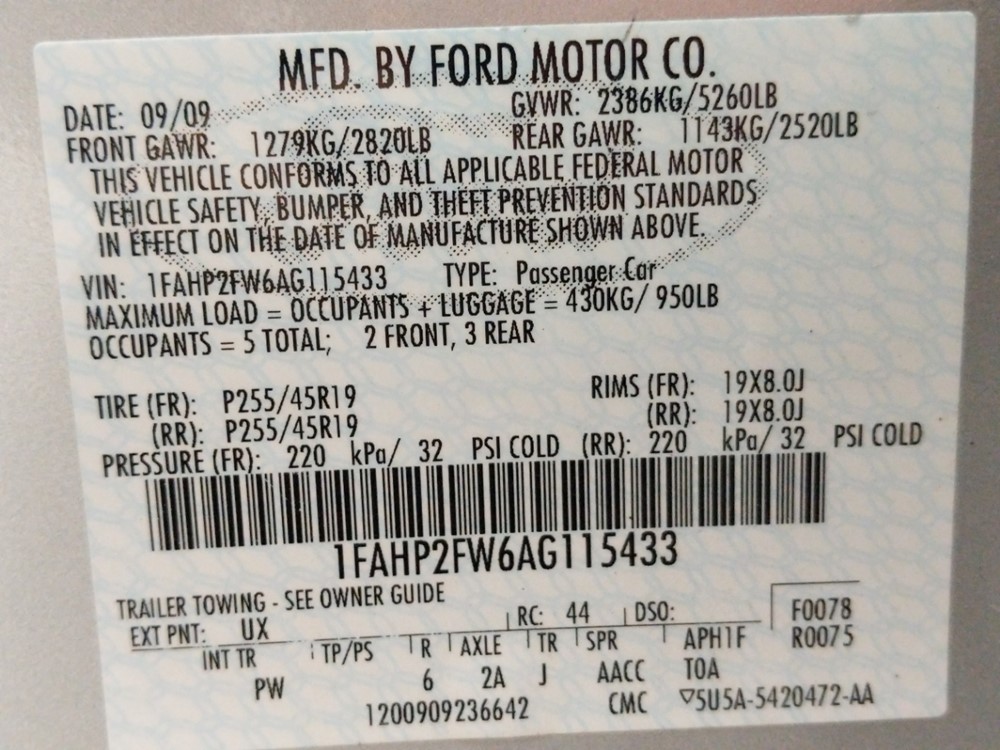 MFD. BY FORD MOTOR CO.
DATE: 09/09 GVWR: 2386KG/5260LB
FRONT GAWR: 1279KG/2820LB REAR GAWR: 1143KG/2520LB
THIS VEHICLE CONFORMS TO ALL APPLICABLE FEDERAL MOTOR
VEHICLE SAFETY, BUMPER, AND THEFT PREVENTION STANDARDS
IN EFFECT ON THE DATE OF MANUFACTURE SHOWN ABOVE.
VIN: 1FAHP2FW6AG115433 TYPE: Passenger Car
MAXIMUM LOAD = OCCUPANTS + LUGGAGE = 430KG/ 950LB
OCCUPANTS = 5 TOTAL; 2 FRONT, 3 REAR
TIRE (FR): P255/45R19 RIMS (FR): 19X8.0J
(RR): P255/45R19 (RR): 19X8.0J
PRESSURE (FR): 220 kPa/ 32 PSI COLD (RR): 220 kPa/ 32 PSI COLD
1FAHP2FW6AG115433
TRAILER TOWING - SEE OWNER GUIDE
EXT PNT: UX RC: 44 DSO: F0078
INT TR TP/PS R AXLE TR SPR APH1F R0075
PW 6 2A J AACC TOA
1200909236642 CMC ▽5U5A-5420472-AA